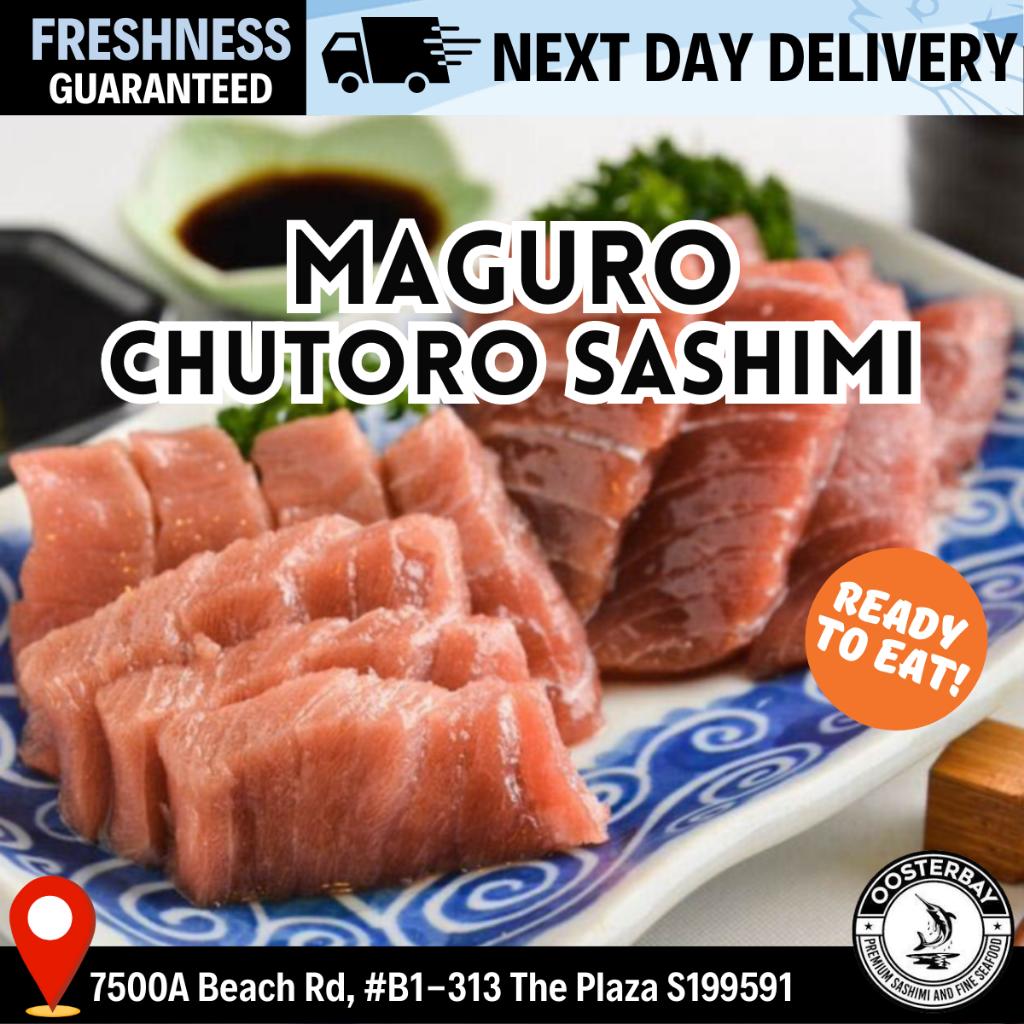 FRESHNESS
GUARANTEED
NEXT DAY DELIVERY
MAGURO
CHUTORO SASHIMI
READY
TO EAT!
OOSTERBAY
PREMIUM SASHIMI AND FINE SEAFOOD
7500A Beach Rd, #B1-313 The Plaza S199591